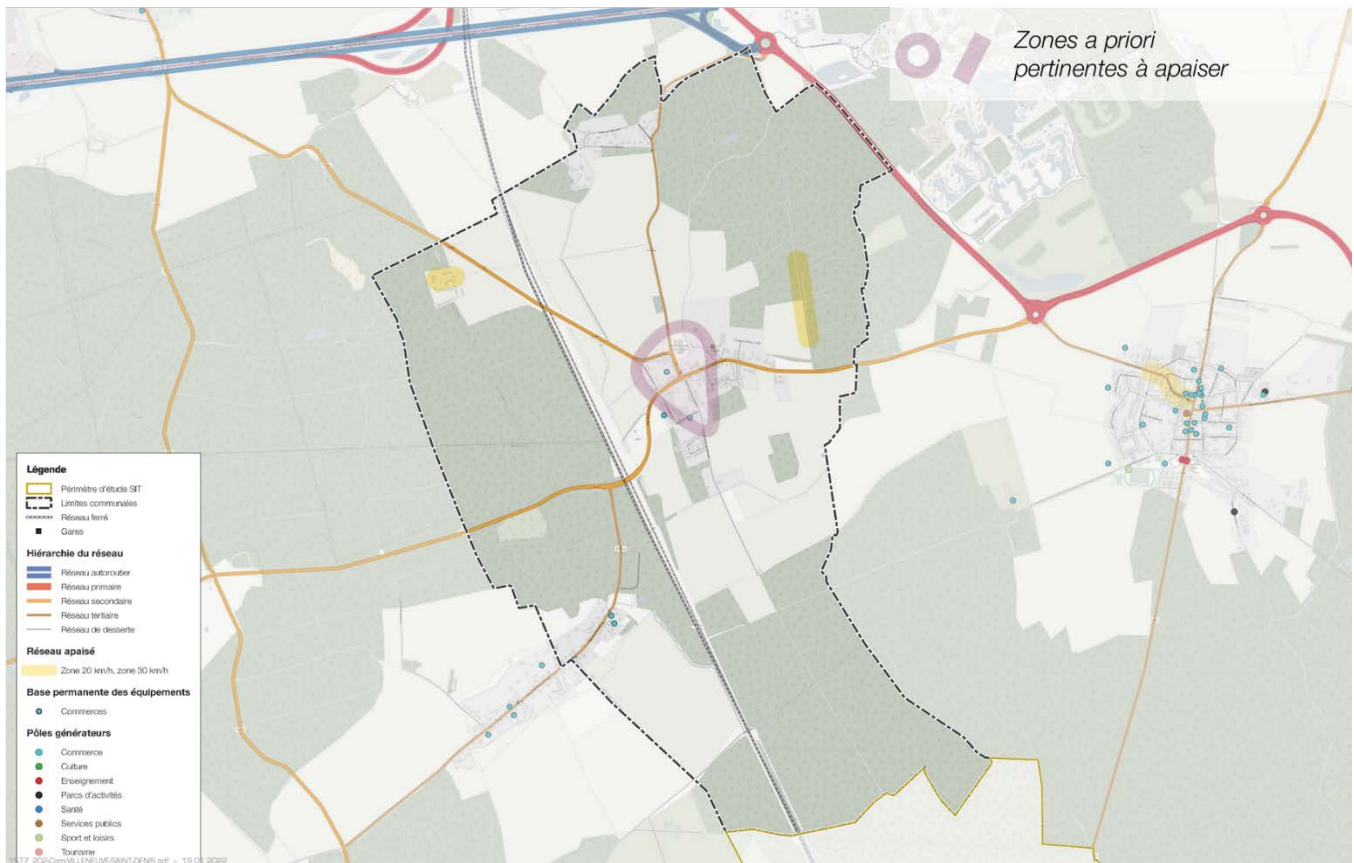 Zones a priori
pertinentes à apaiser
Légende
Périmètre d'étude SIT
Limites communales
Réseau ferré
Gares
Hiérarchie du réseau
Réseau autoroutier
Réseau primaire
Réseau secondaire
Réseau tertiaire
Réseau de desserte
Réseau apaisé
Zone 20 km/h, zone 30 km/h
Base permanente des équipements
Commerces
Pôles générateurs
Commerce
Culture
Enseignement
Parcs d'activités
Santé
Services publics
Sport et loisirs
Tourisme